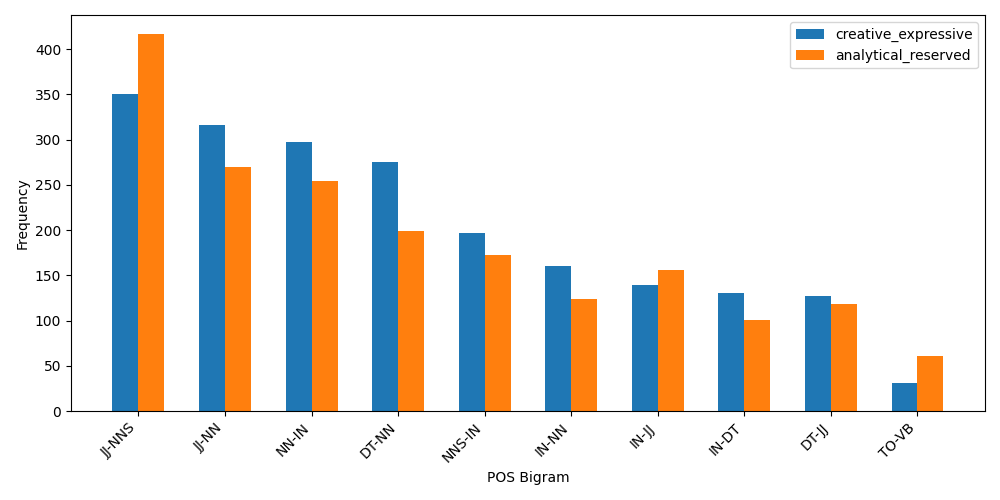 creative_expressive
analytical_reserved
Frequency
400
350
300
250
200
150
100
50
0
JJ-NNS
JJ-NN
NN-IN
DT-NN
NNS-IN
IN-NN
IN-JJ
IN-DT
DT-JJ
TO-VB
POS Bigram